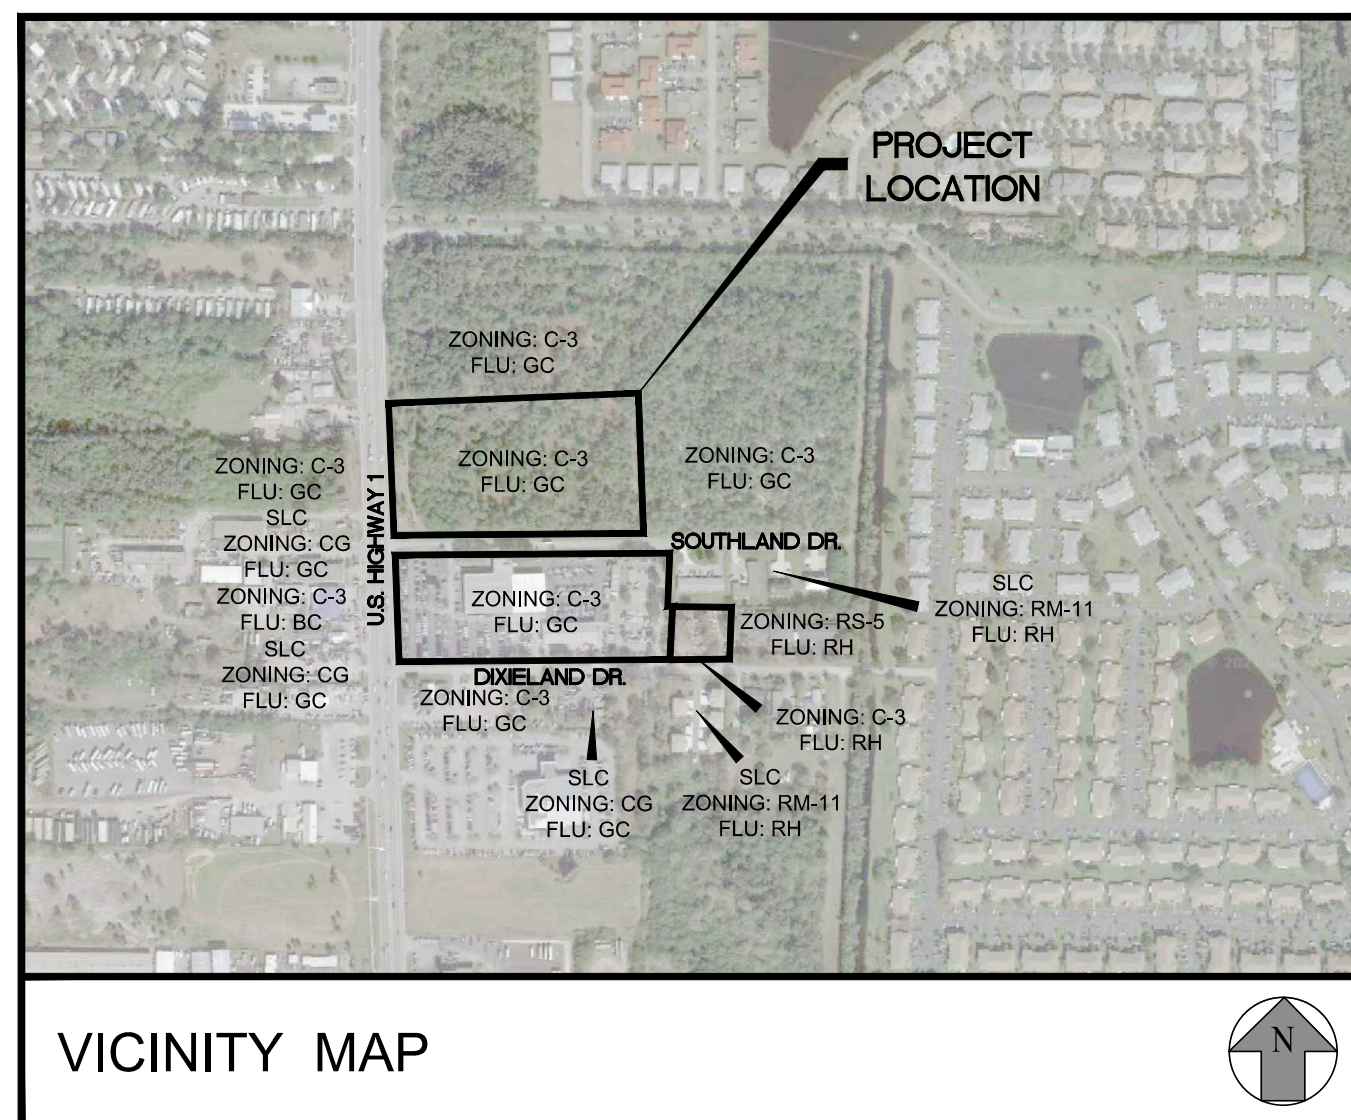 PROJECT
LOCATION
ZONING: C-3
FLU: GC
ZONING: C-3
FLU: GC
ZONING: C-3
FLU: GC
ZONING: C-3
FLU: GC
SLC
ZONING: CG
FLU: GC
ZONING: C-3
FLU: BC
SLC
ZONING: CG
FLU: GC
U.S. HIGHWAY 1
SOUTHLAND DR.
ZONING: C-3
FLU: GC
ZONING: RS-5
FLU: RH
SLC
ZONING: RM-11
FLU: RH
DIXIELAND DR.
ZONING: C-3
FLU: GC
ZONING: C-3
FLU: RH
SLC
ZONING: CG
FLU: GC
SLC
ZONING: RM-11
FLU: RH
VICINITY MAP
N